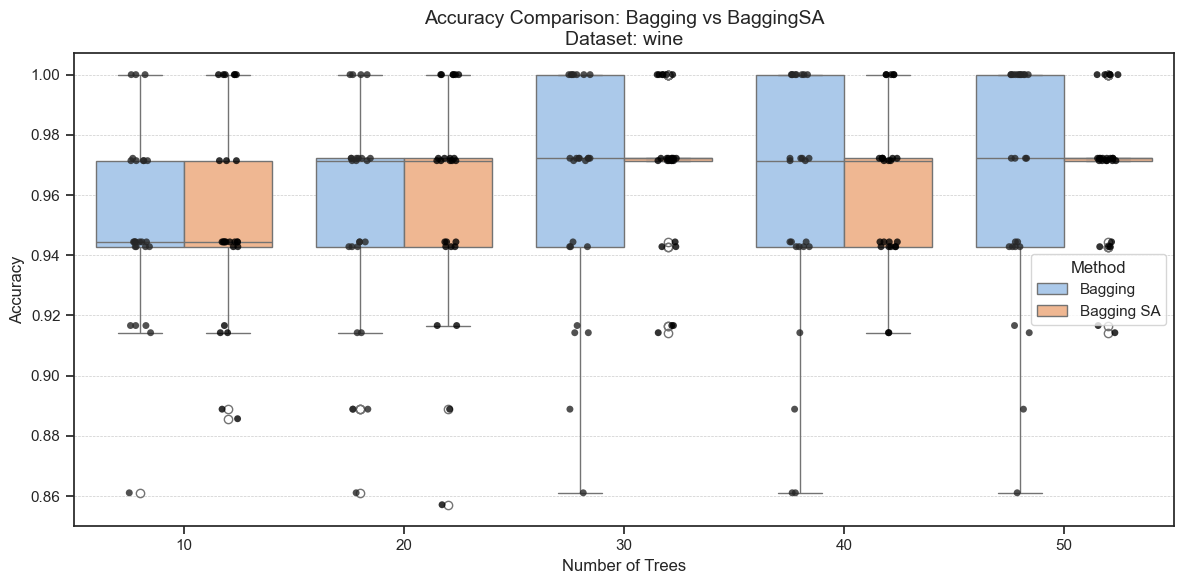 Accuracy Comparison: Bagging vs BaggingSA
Dataset: wine
Accuracy
1.00
0.98
0.96
0.94
0.92
0.90
0.88
0.86
Method
Bagging
Bagging SA
10
20
30
40
50
Number of Trees